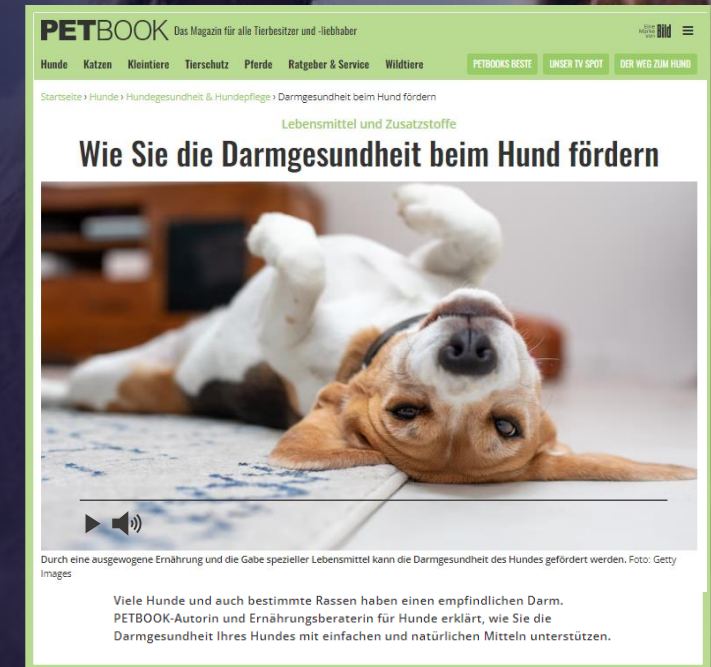 PETBOOK Das Magazin für alle Tierbesitzer und -liebhaber
Eine Marke von Bild
Hunde Katzen Kleintiere Tierschutz Pferde Ratgeber & Service Wildtiere PETBOOKS BESTE UNSER TV SPOT DER WEG ZUM HUND
Startseite › Hunde › Hundegesundheit & Hundepflege › Darmgesundheit beim Hund fördern
Lebensmittel und Zusatzstoffe
Wie Sie die Darmgesundheit beim Hund fördern
Durch eine ausgewogene Ernährung und die Gabe spezieller Lebensmittel kann die Darmgesundheit des Hundes gefördert werden. Foto: Getty
Images
Viele Hunde und auch bestimmte Rassen haben einen empfindlichen Darm.
PETBOOK-Autorin und Ernährungsberaterin für Hunde erklärt, wie Sie die
Darmgesundheit Ihres Hundes mit einfachen und natürlichen Mitteln unterstützen.